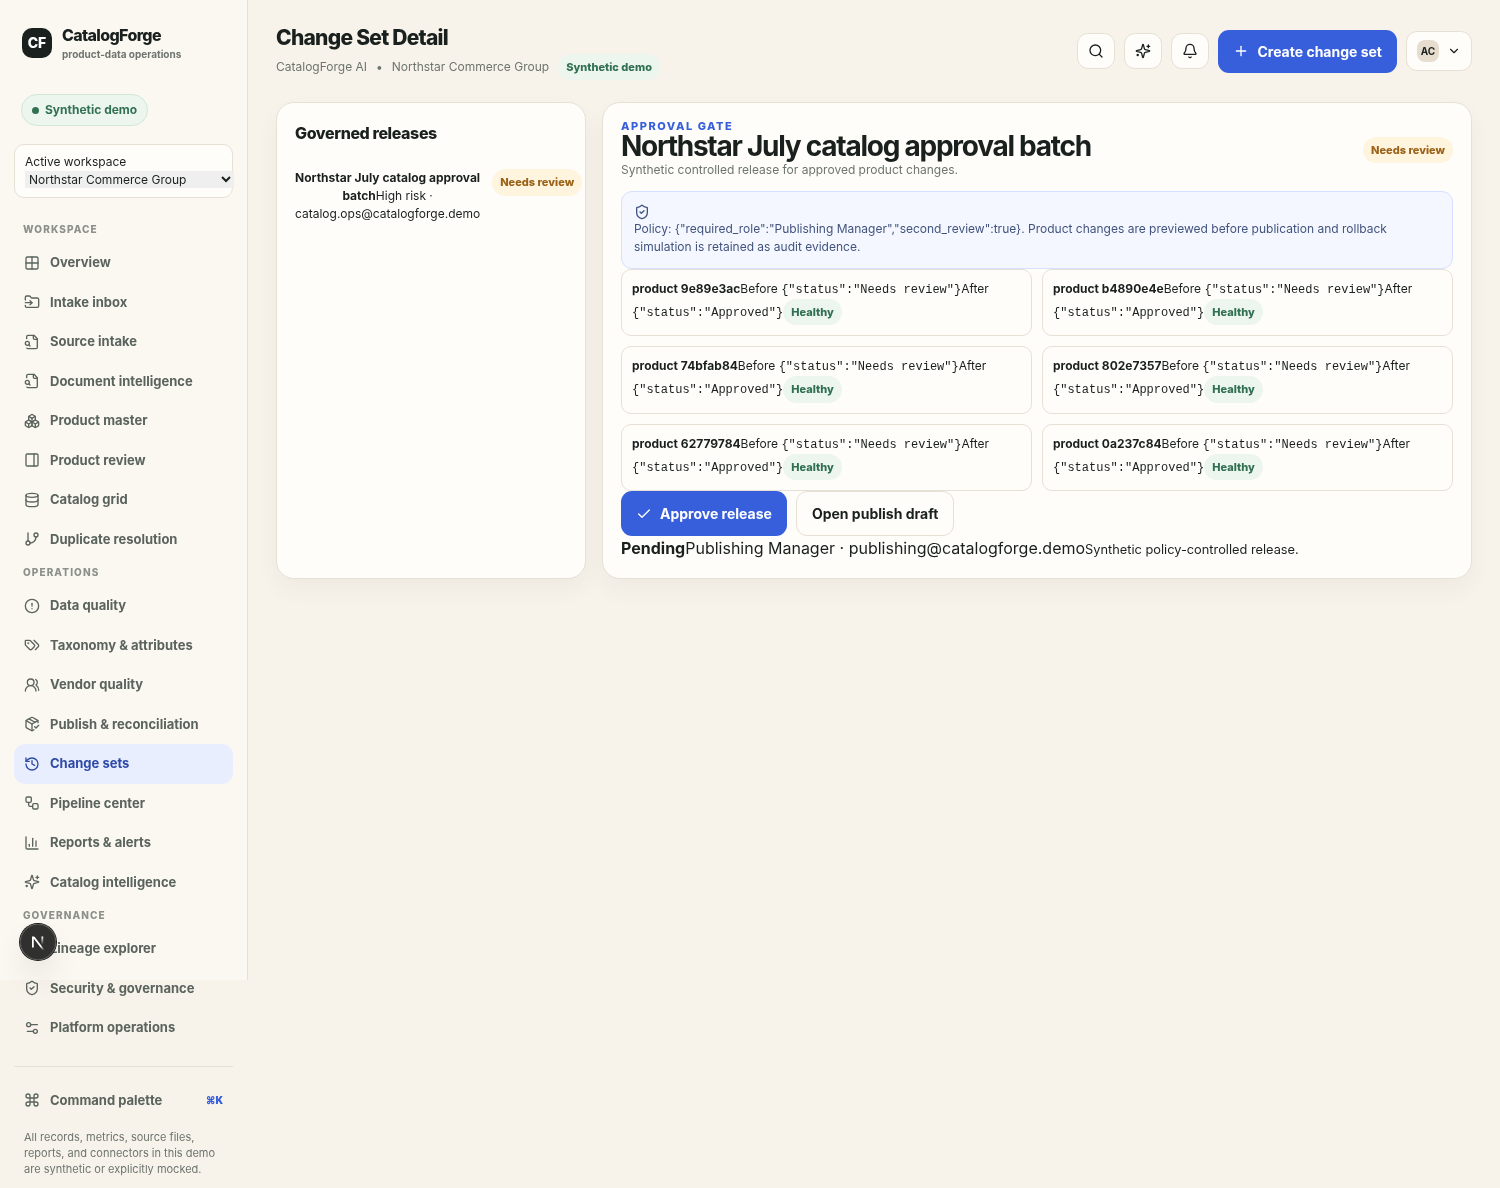 CF
CatalogForge
product-data operations
Synthetic demo
Active workspace
Northstar Commerce Group
WORKSPACE
Overview
Intake inbox
Source intake
Document intelligence
Product master
Product review
Catalog grid
Duplicate resolution
OPERATIONS
Data quality
Taxonomy & attributes
Vendor quality
Publish & reconciliation
Change sets
Pipeline center
Reports & alerts
Catalog intelligence
GOVERNANCE
N
Lineage explorer
Security & governance
Platform operations
Command palette ⌘K
All records, metrics, source files,
reports, and connectors in this demo
are synthetic or explicitly mocked.
Change Set Detail
CatalogForge AI • Northstar Commerce Group Synthetic demo
Create change set
AC
Governed releases
Northstar July catalog approval
batchHigh risk ·
catalog.ops@catalogforge.demo
Needs review
APPROVAL GATE
Northstar July catalog approval batch
Synthetic controlled release for approved product changes.
Needs review
Policy: {"required_role":"Publishing Manager","second_review":true}. Product changes are previewed before publication and rollback
simulation is retained as audit evidence.
product 9e89e3acBefore {"status":"Needs review"}After
{"status":"Approved"} Healthy
product b4890e4eBefore {"status":"Needs review"}After
{"status":"Approved"} Healthy
product 74bfab84Before {"status":"Needs review"}After
{"status":"Approved"} Healthy
product 802e7357Before {"status":"Needs review"}After
{"status":"Approved"} Healthy
product 62779784Before {"status":"Needs review"}After
{"status":"Approved"} Healthy
product 0a237c84Before {"status":"Needs review"}After
{"status":"Approved"} Healthy
Approve release
Open publish draft
PendingPublishing Manager · publishing@catalogforge.demoSynthetic policy-controlled release.